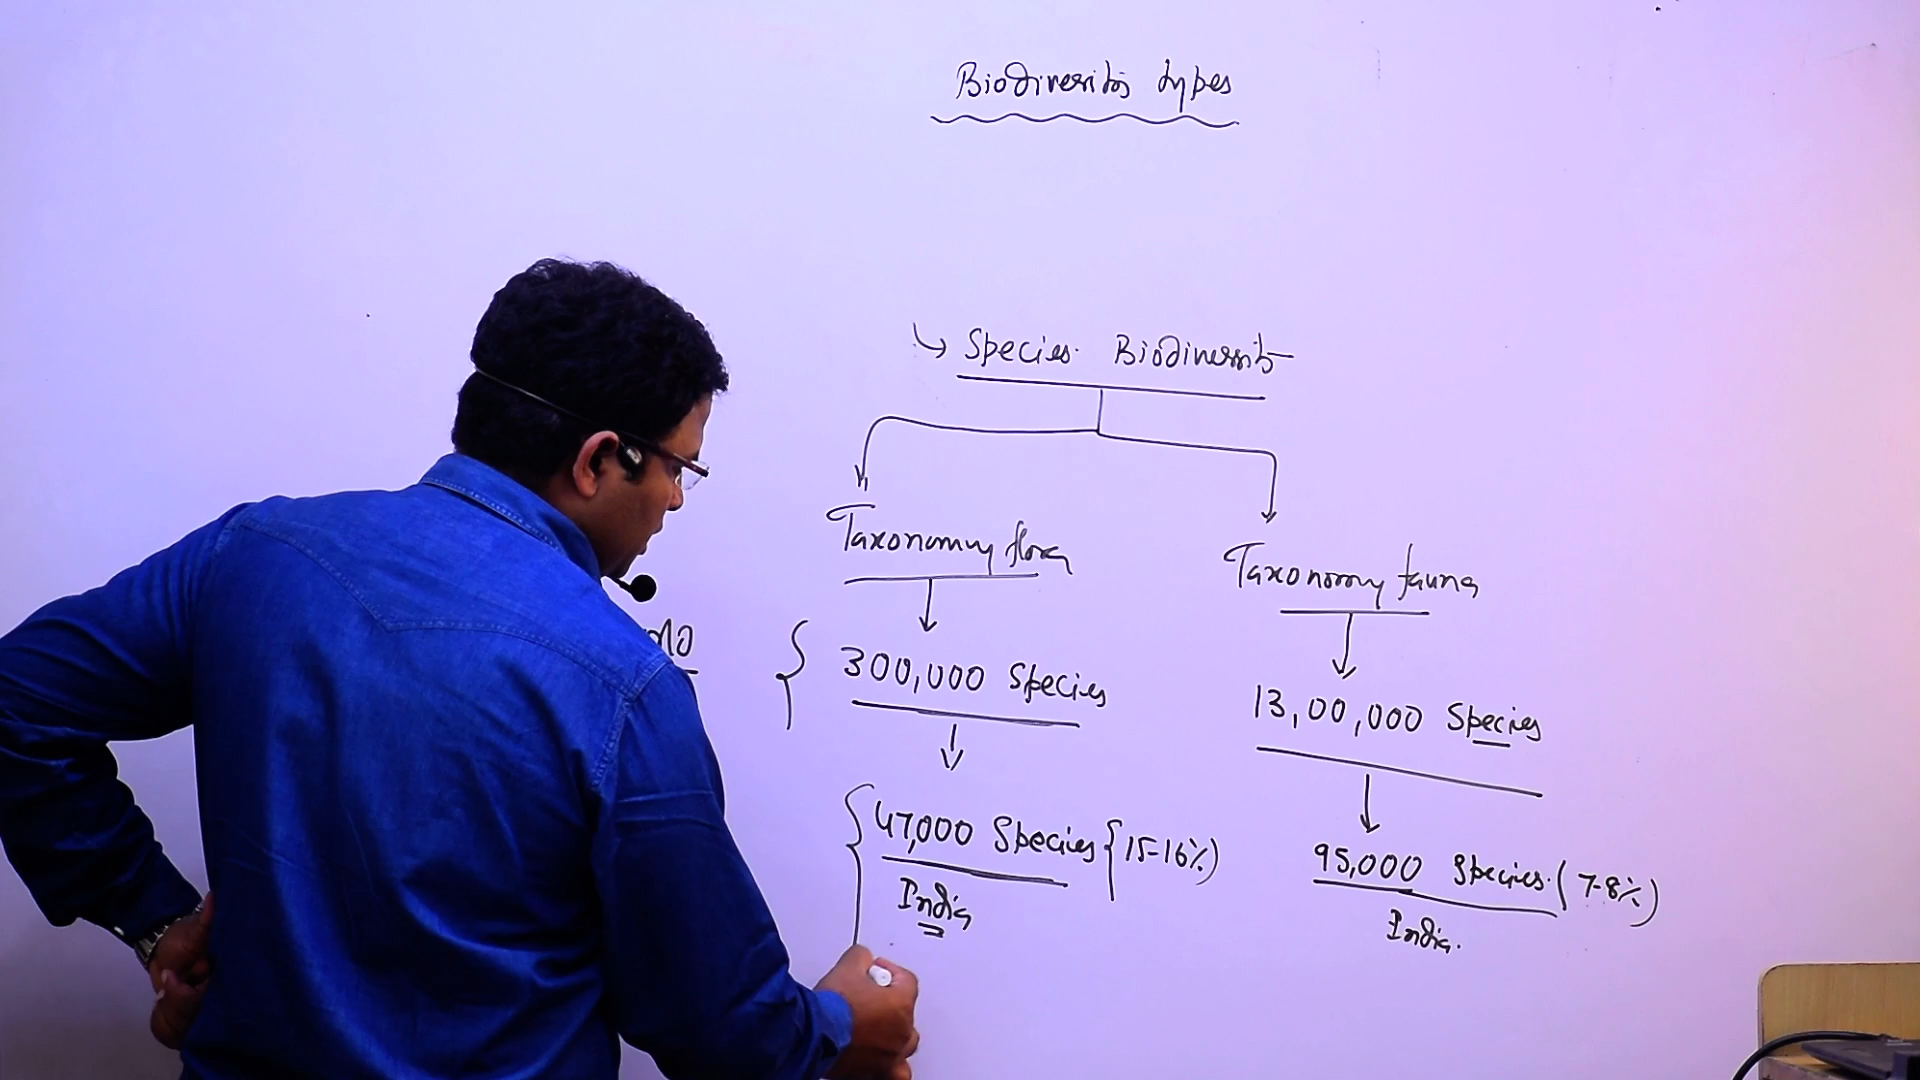 Biodiversity types
↳ Species Biodiversity
Taxonomy flora
Taxonomy fauna
300,000 Species
13,00,000 Species
47,000 Species {15-16%)
India
95,000 Species (7-8%)
India